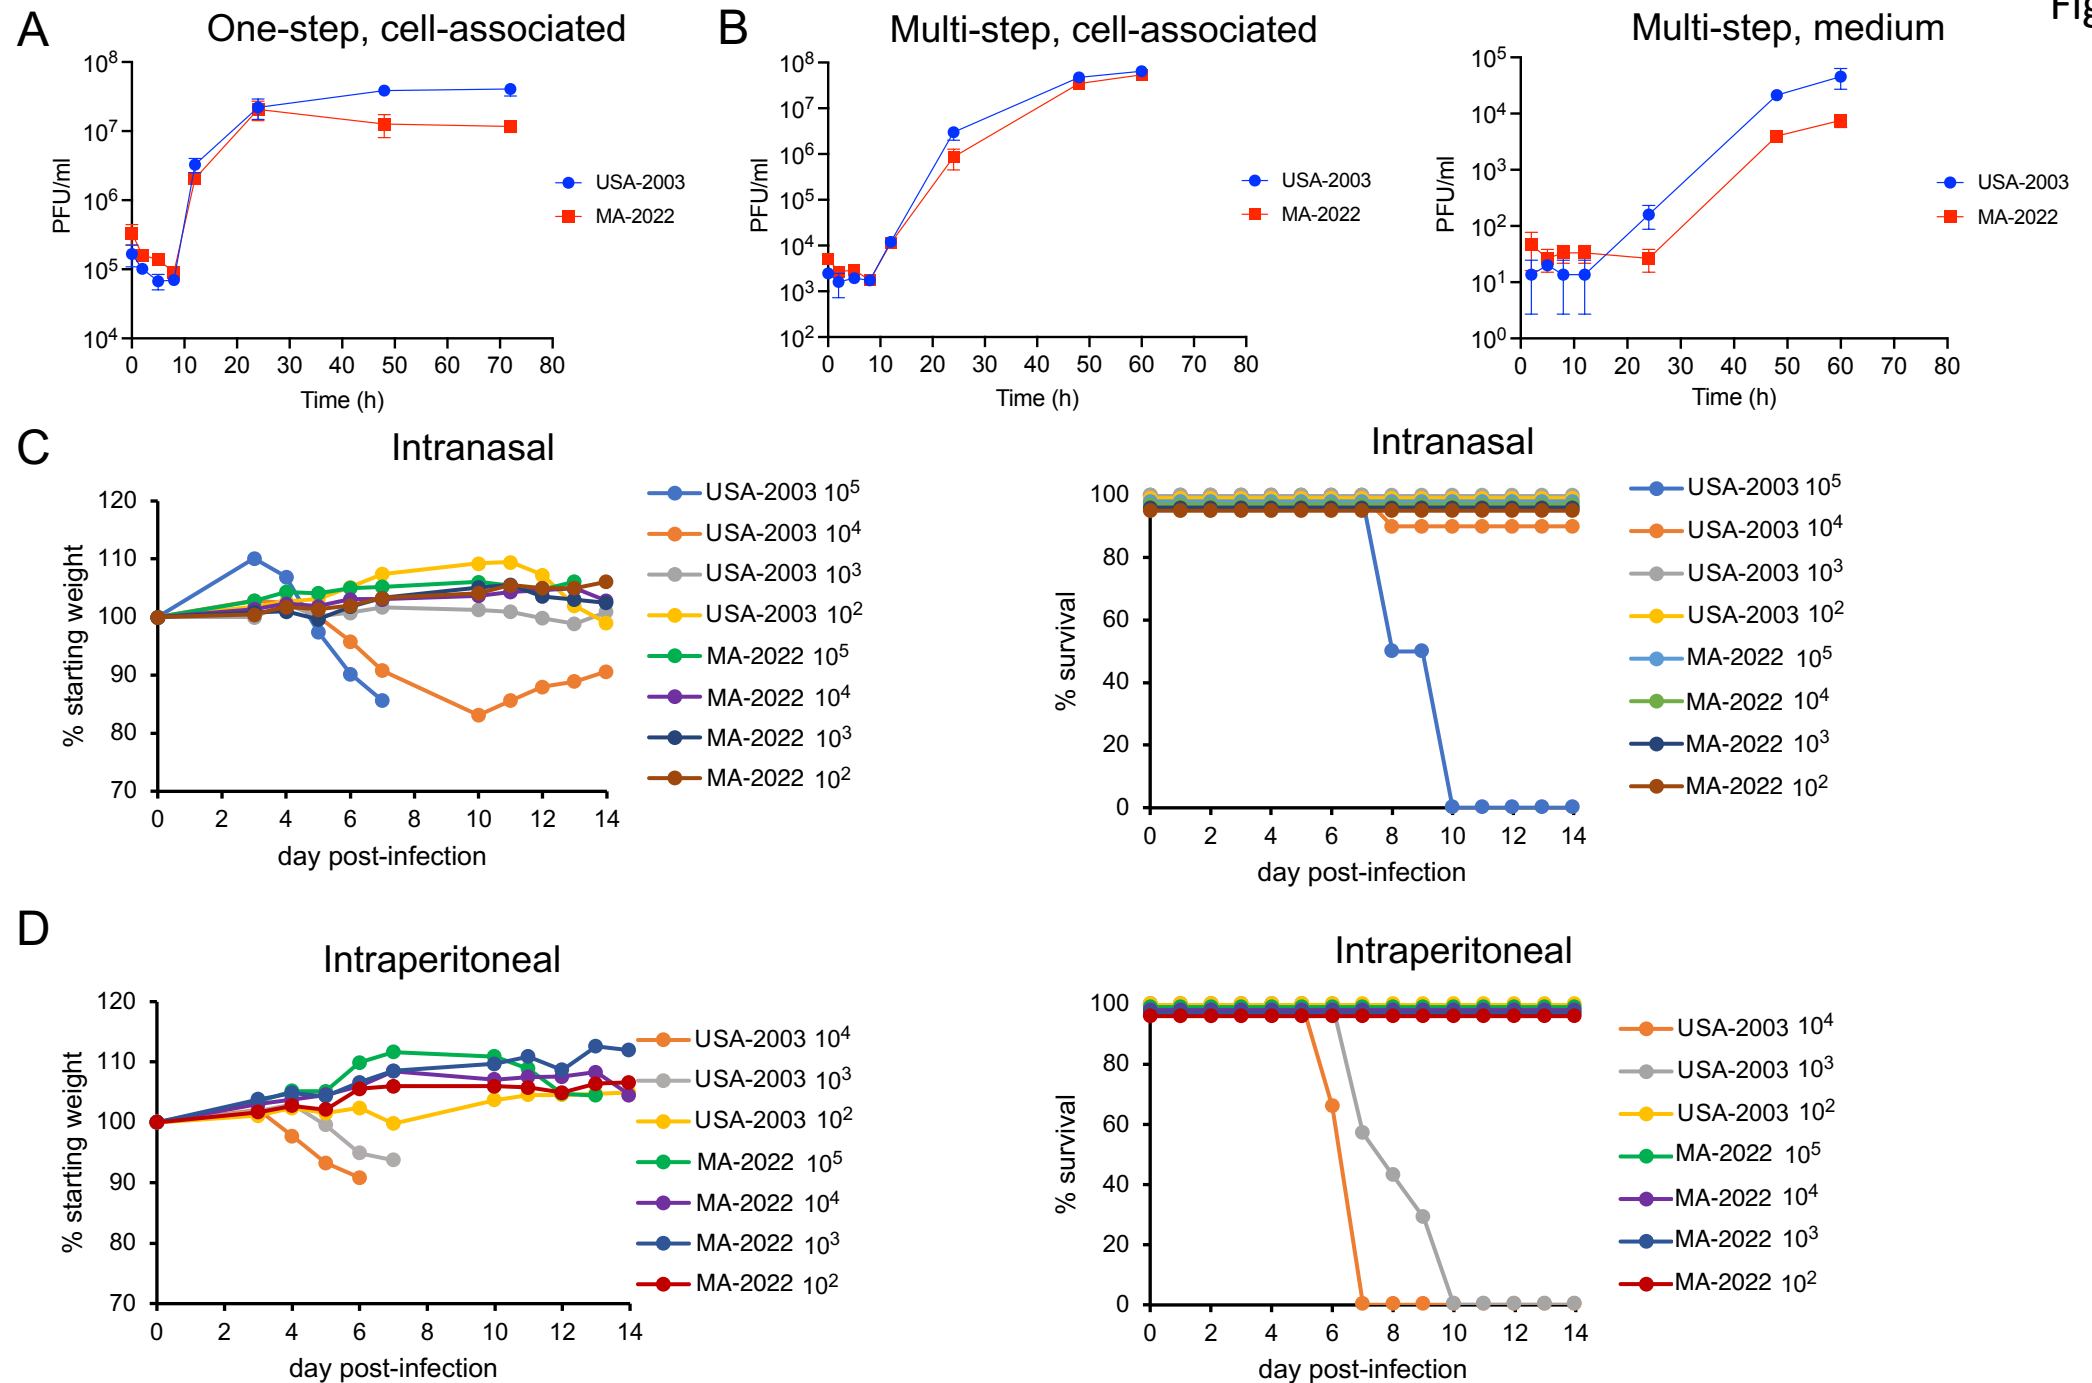 Fig
A
One-step, cell-associated
10^8
10^7
10^6
10^5
10^4
PFU/ml
0 10 20 30 40 50 60 70 80
Time (h)
USA-2003
MA-2022
B
Multi-step, cell-associated
10^8
10^7
10^6
10^5
10^4
10^3
10^2
PFU/ml
0 10 20 30 40 50 60 70 80
Time (h)
USA-2003
MA-2022
Multi-step, medium
10^5
10^4
10^3
10^2
10^1
10^0
PFU/ml
0 10 20 30 40 50 60 70 80
Time (h)
USA-2003
MA-2022
C
Intranasal
120
110
100
90
80
70
% starting weight
0 2 4 6 8 10 12 14
day post-infection
USA-2003 10^5
USA-2003 10^4
USA-2003 10^3
USA-2003 10^2
MA-2022 10^5
MA-2022 10^4
MA-2022 10^3
MA-2022 10^2
Intranasal
100
80
60
40
20
0
% survival
0 2 4 6 8 10 12 14
day post-infection
USA-2003 10^5
USA-2003 10^4
USA-2003 10^3
USA-2003 10^2
MA-2022 10^5
MA-2022 10^4
MA-2022 10^3
MA-2022 10^2
D
Intraperitoneal
120
110
100
90
80
70
% starting weight
0 2 4 6 8 10 12 14
day post-infection
USA-2003 10^4
USA-2003 10^3
USA-2003 10^2
MA-2022 10^5
MA-2022 10^4
MA-2022 10^3
MA-2022 10^2
Intraperitoneal
100
80
60
40
20
0
% survival
0 2 4 6 8 10 12 14
day post-infection
USA-2003 10^4
USA-2003 10^3
USA-2003 10^2
MA-2022 10^5
MA-2022 10^4
MA-2022 10^3
MA-2022 10^2